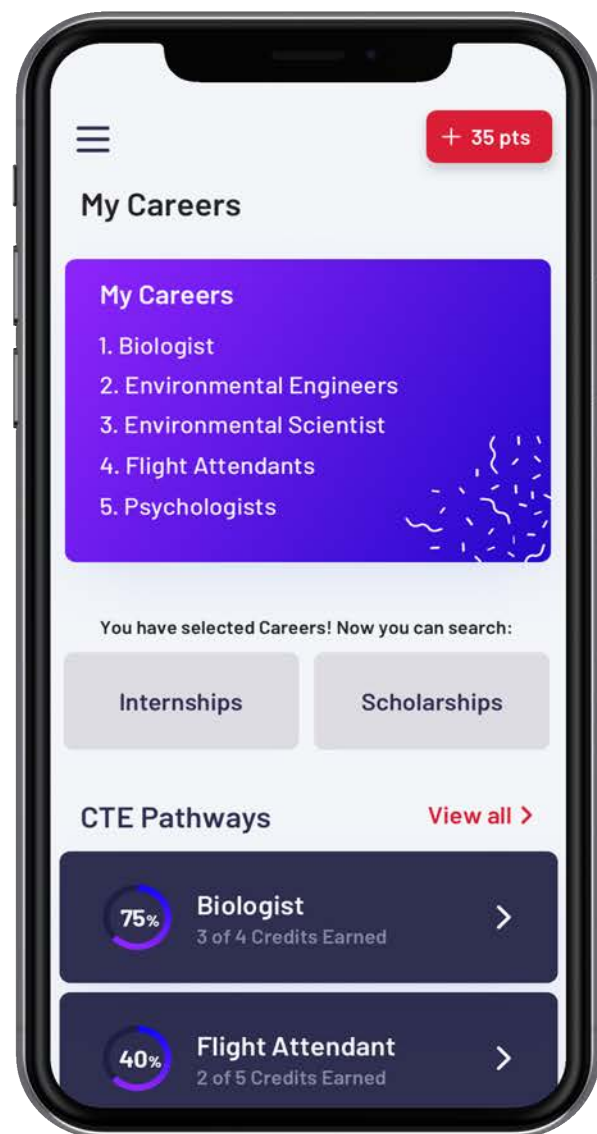 + 35 pts
My Careers
My Careers
1. Biologist
2. Environmental Engineers
3. Environmental Scientist
4. Flight Attendants
5. Psychologists
You have selected Careers! Now you can search:
Internships
Scholarships
CTE Pathways
View all >
75%
Biologist
3 of 4 Credits Earned
40%
Flight Attendant
2 of 5 Credits Earned